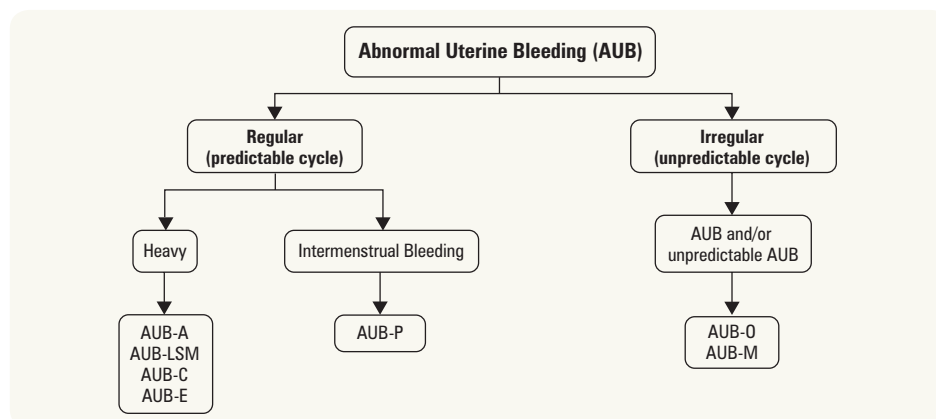 Abnormal Uterine Bleeding (AUB)
Regular
(predictable cycle)
Irregular
(unpredictable cycle)
Heavy
Intermenstrual Bleeding
AUB and/or
unpredictable AUB
AUB-A
AUB-LSM
AUB-C
AUB-E
AUB-P
AUB-O
AUB-M